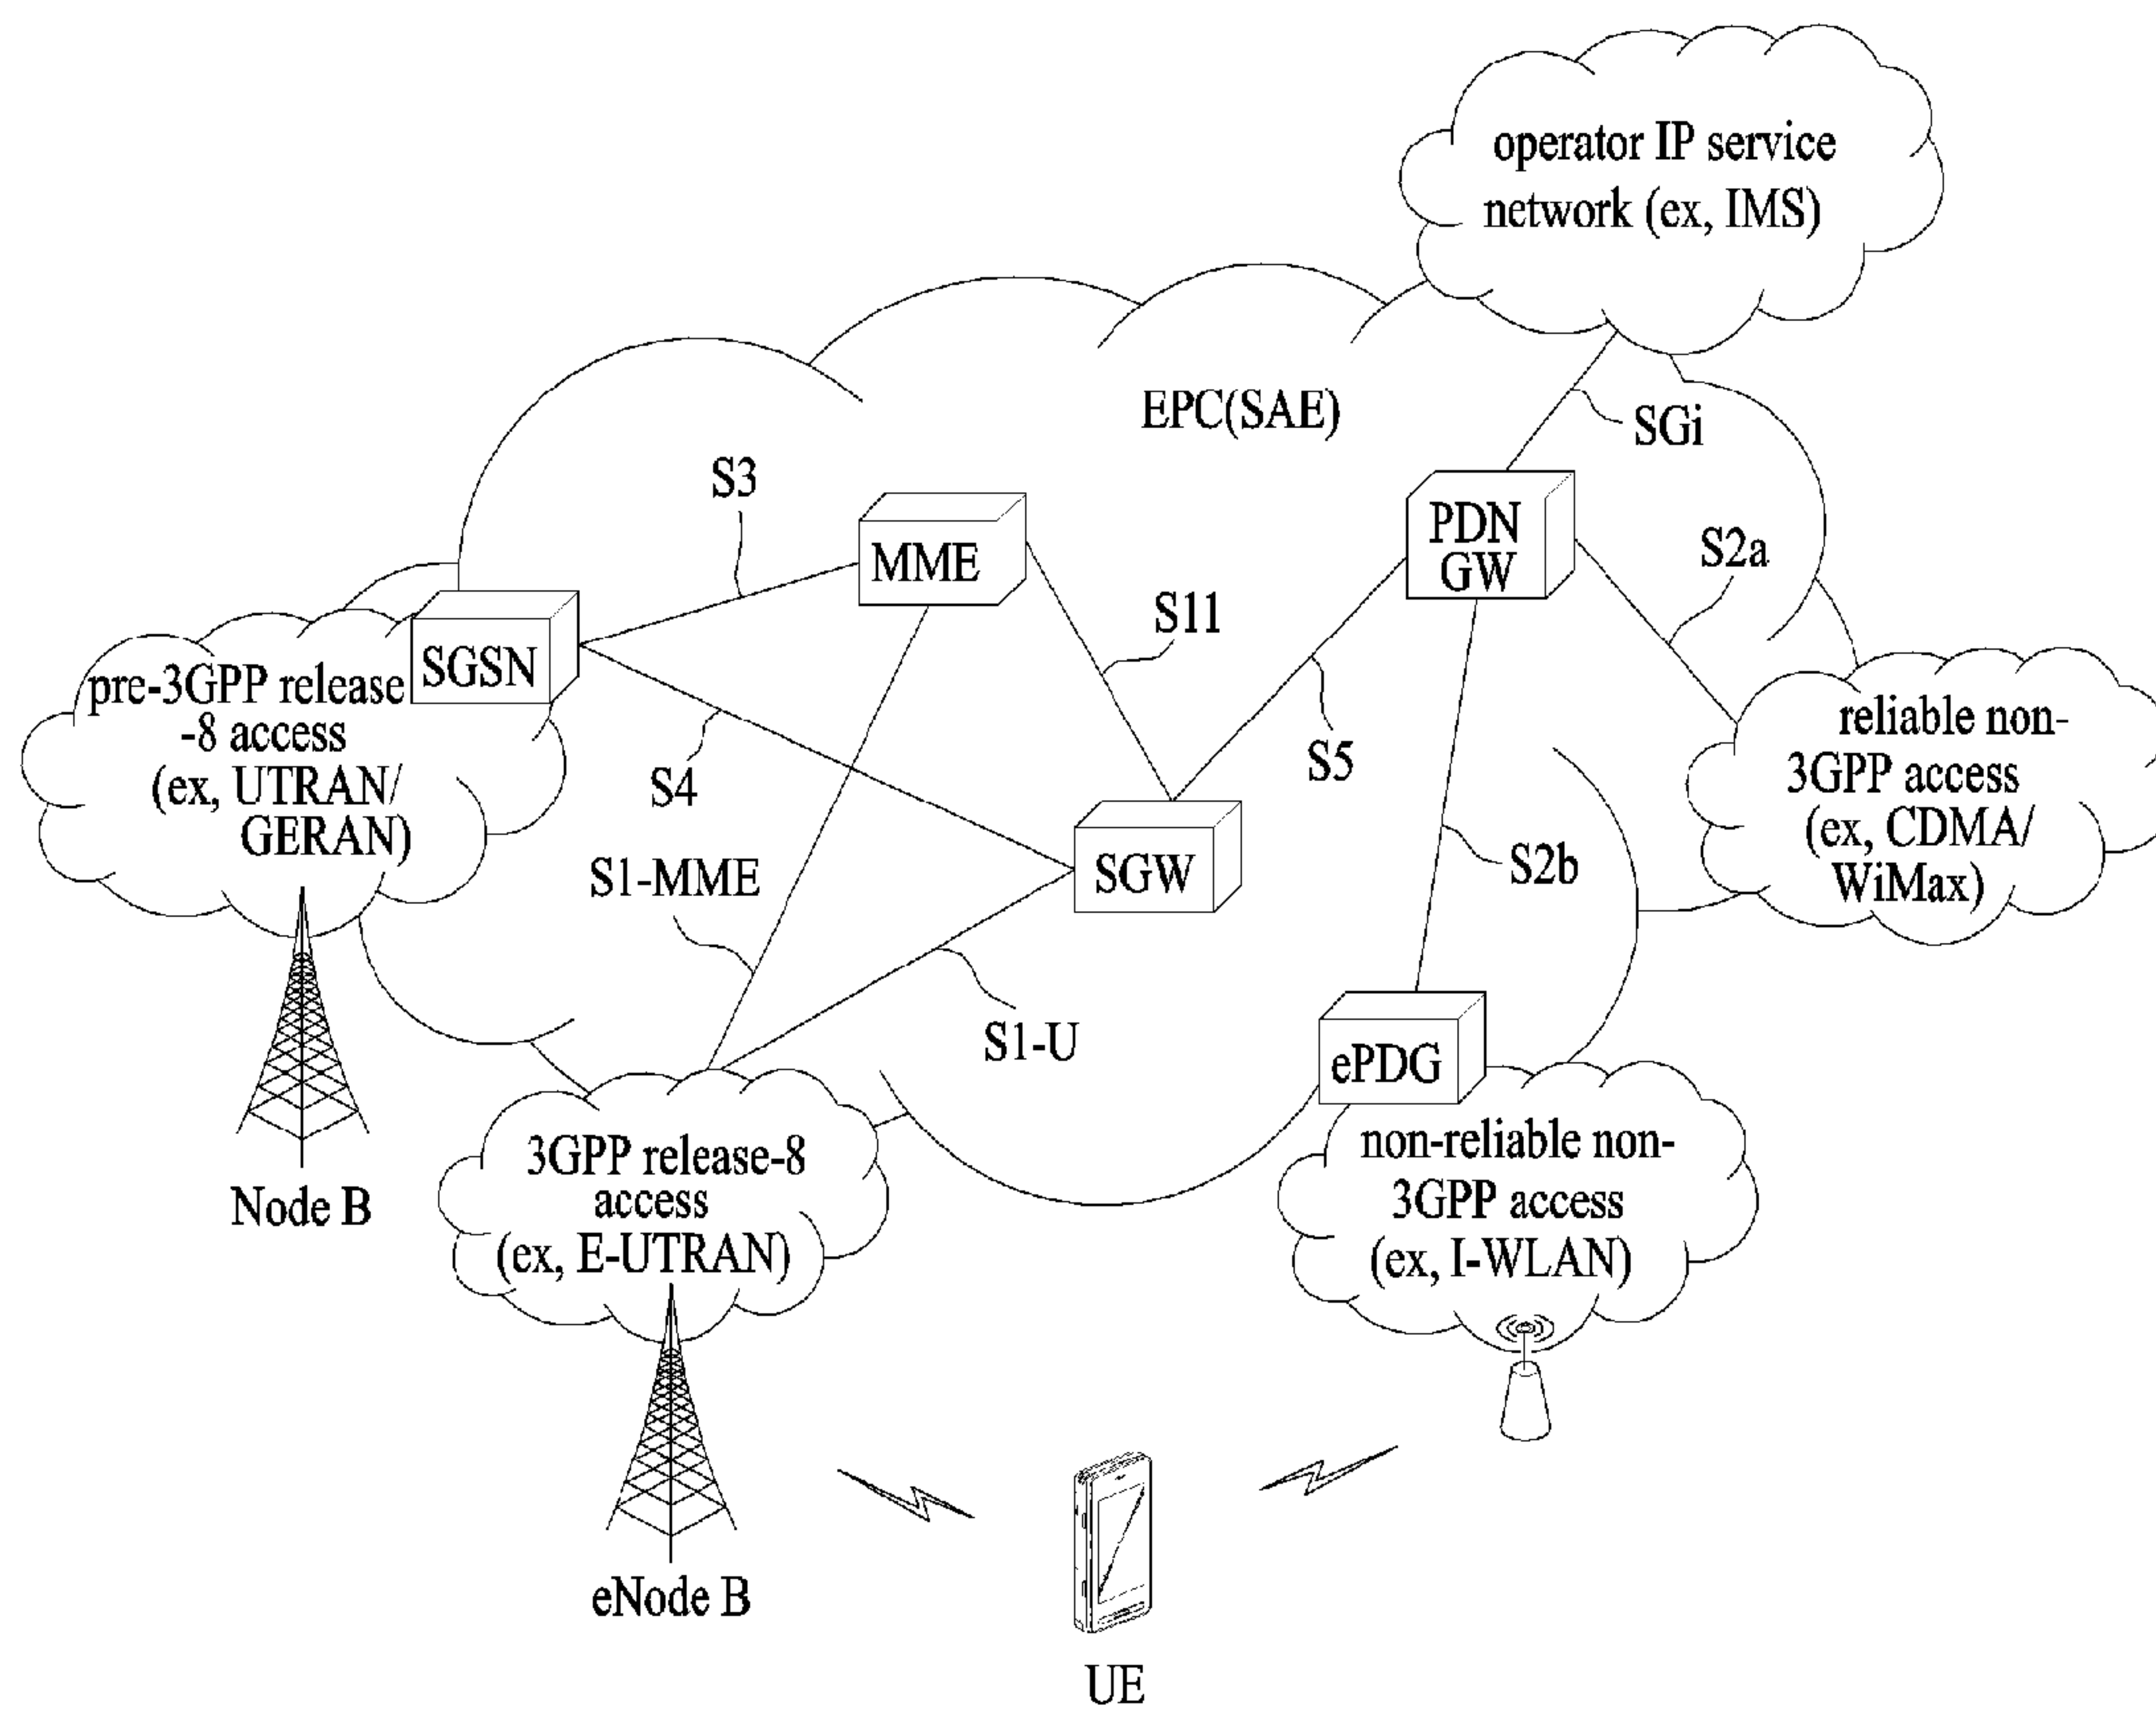 operator IP service
network (ex, IMS)
EPC(SAE)
SGi
S3
MME
PDN
GW
S2a
S11
SGSN
pre-3GPP release
-8 access
(ex, UTRAN/
GERAN)
S4
S5
reliable non-
3GPP access
(ex, CDMA/
WiMax)
S1-MME
SGW
S2b
S1-U
ePDG
Node B
3GPP release-8
access
(ex, E-UTRAN)
non-reliable non-
3GPP access
(ex, I-WLAN)
eNode B
UE